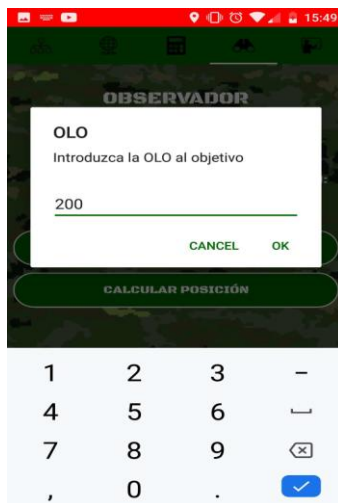 15:49
OBSERVADOR
OLO
Introduzca la OLO al objetivo
:
200
CANCEL OK
CALCULAR POSICIÓN
1 2 3 –
4 5 6
7 8 9
, 0 .